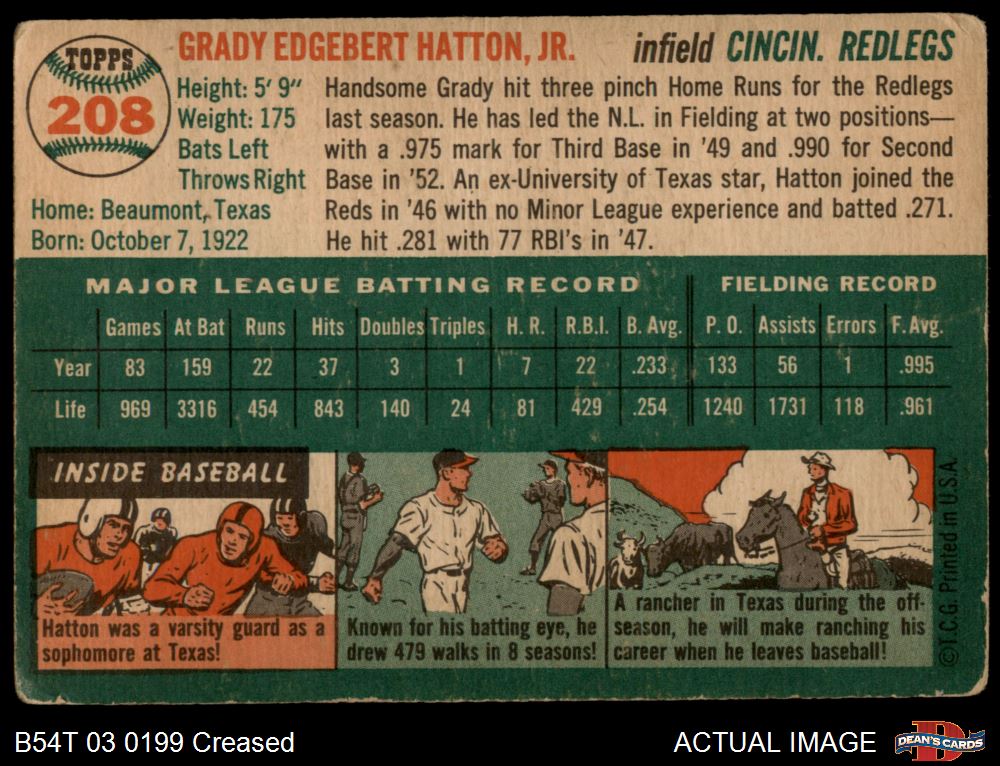 TOPPS
208
GRADY EDGEBERT HATTON, JR.
infield CINCIN. REDLEGS
Height: 5' 9"
Weight: 175
Bats Left
Throws Right
Home: Beaumont, Texas
Born: October 7, 1922
Handsome Grady hit three pinch Home Runs for the Redlegs
last season. He has led the N.L. in Fielding at two positions—
with a .975 mark for Third Base in '49 and .990 for Second
Base in '52. An ex-University of Texas star, Hatton joined the
Reds in '46 with no Minor League experience and batted .271.
He hit .281 with 77 RBI's in '47.
MAJOR LEAGUE BATTING RECORD FIELDING RECORD
Games At Bat Runs Hits Doubles Triples H. R. R.B.I. B. Avg. P. O. Assists Errors F. Avg.
Year 83 159 22 37 3 1 7 22 .233 133 56 1 .995
Life 969 3316 454 843 140 24 81 429 .254 1240 1731 118 .961
INSIDE BASEBALL
Hatton was a varsity guard as a
sophomore at Texas!
Known for his batting eye, he
drew 479 walks in 8 seasons!
A rancher in Texas during the off-
season, he will make ranching his
career when he leaves baseball!
©T.C.G. Printed in U.S.A.
B54T 03 0199 Creased
ACTUAL IMAGE
DEAN'S CARDS